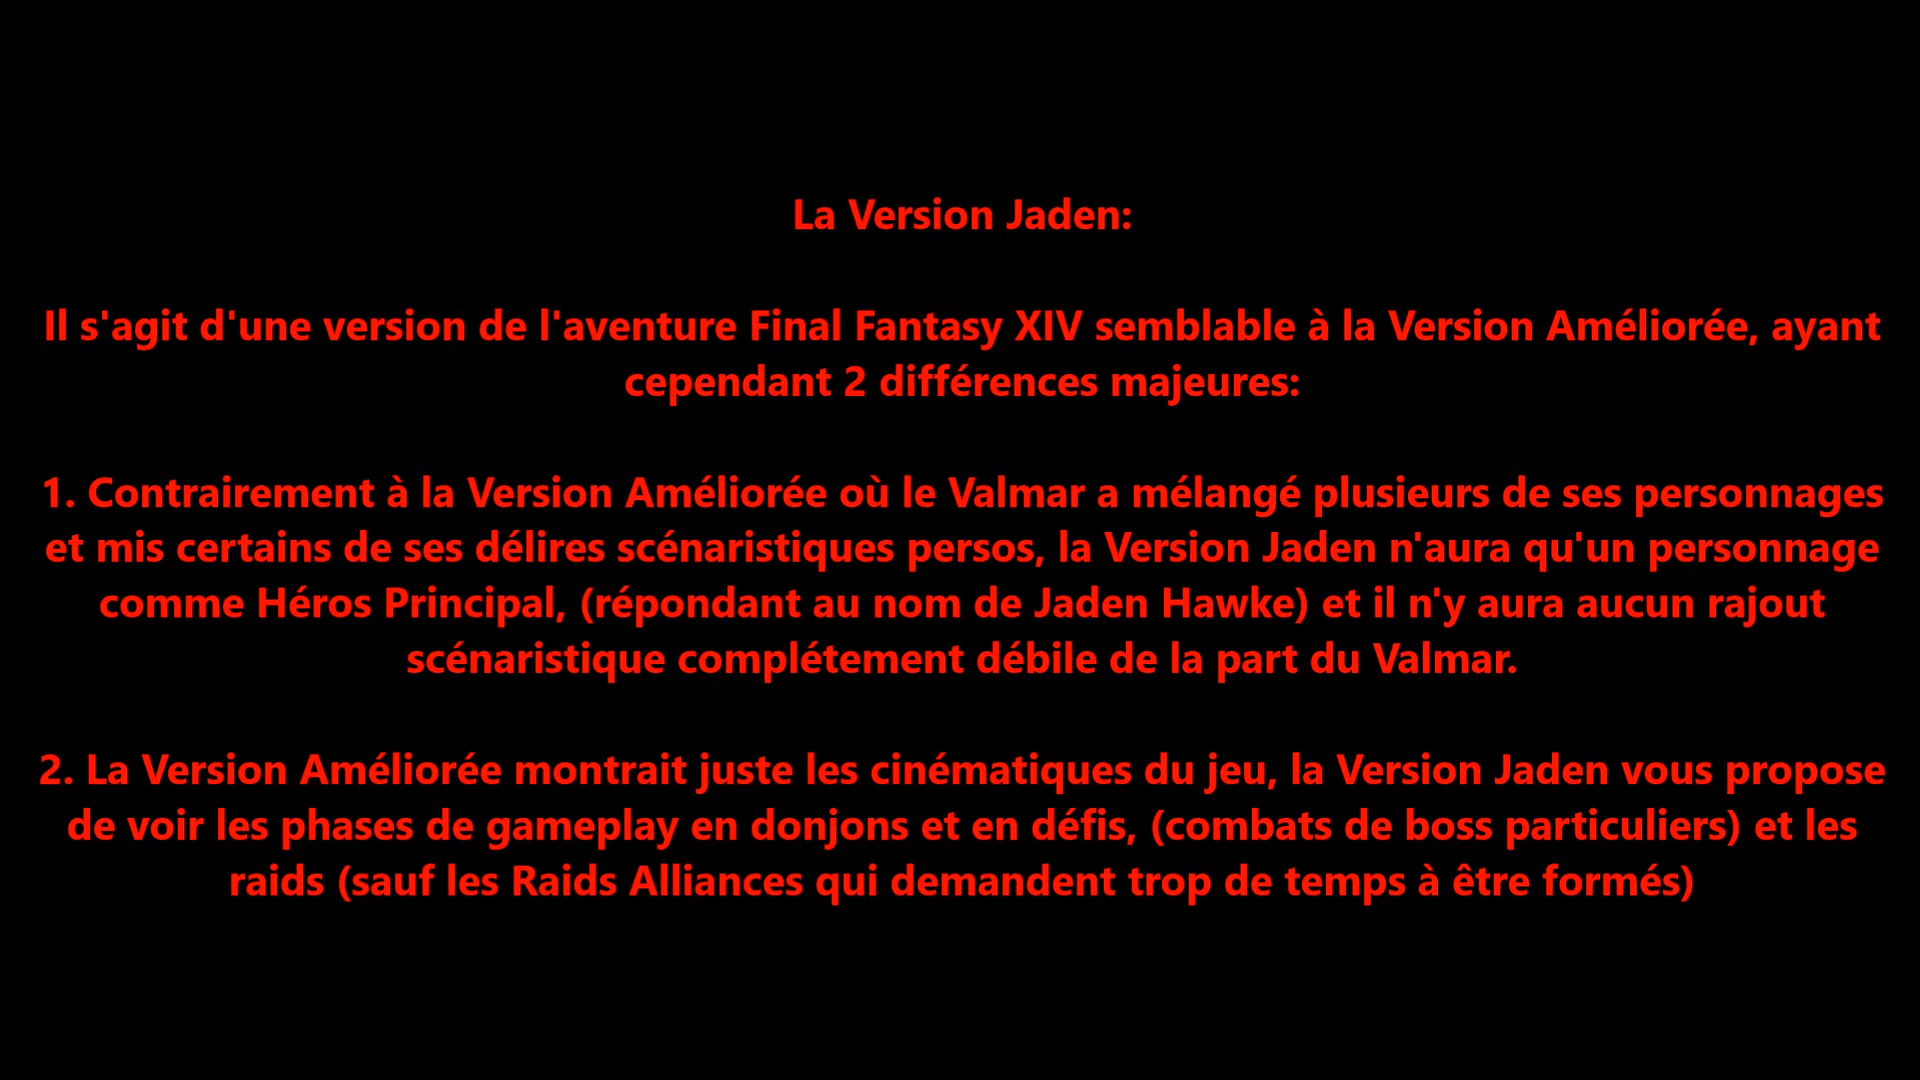 La Version Jaden:
Il s'agit d'une version de l'aventure Final Fantasy XIV semblable à la Version Améliorée, ayant
cependant 2 différences majeures:
1. Contrairement à la Version Améliorée où le Valmar a mélangé plusieurs de ses personnages
et mis certains de ses délires scénaristiques persos, la Version Jaden n'aura qu'un personnage
comme Héros Principal, (répondant au nom de Jaden Hawke) et il n'y aura aucun rajout
scénaristique complétement débile de la part du Valmar.
2. La Version Améliorée montrait juste les cinématiques du jeu, la Version Jaden vous propose
de voir les phases de gameplay en donjons et en défis, (combats de boss particuliers) et les
raids (sauf les Raids Alliances qui demandent trop de temps à être formés)